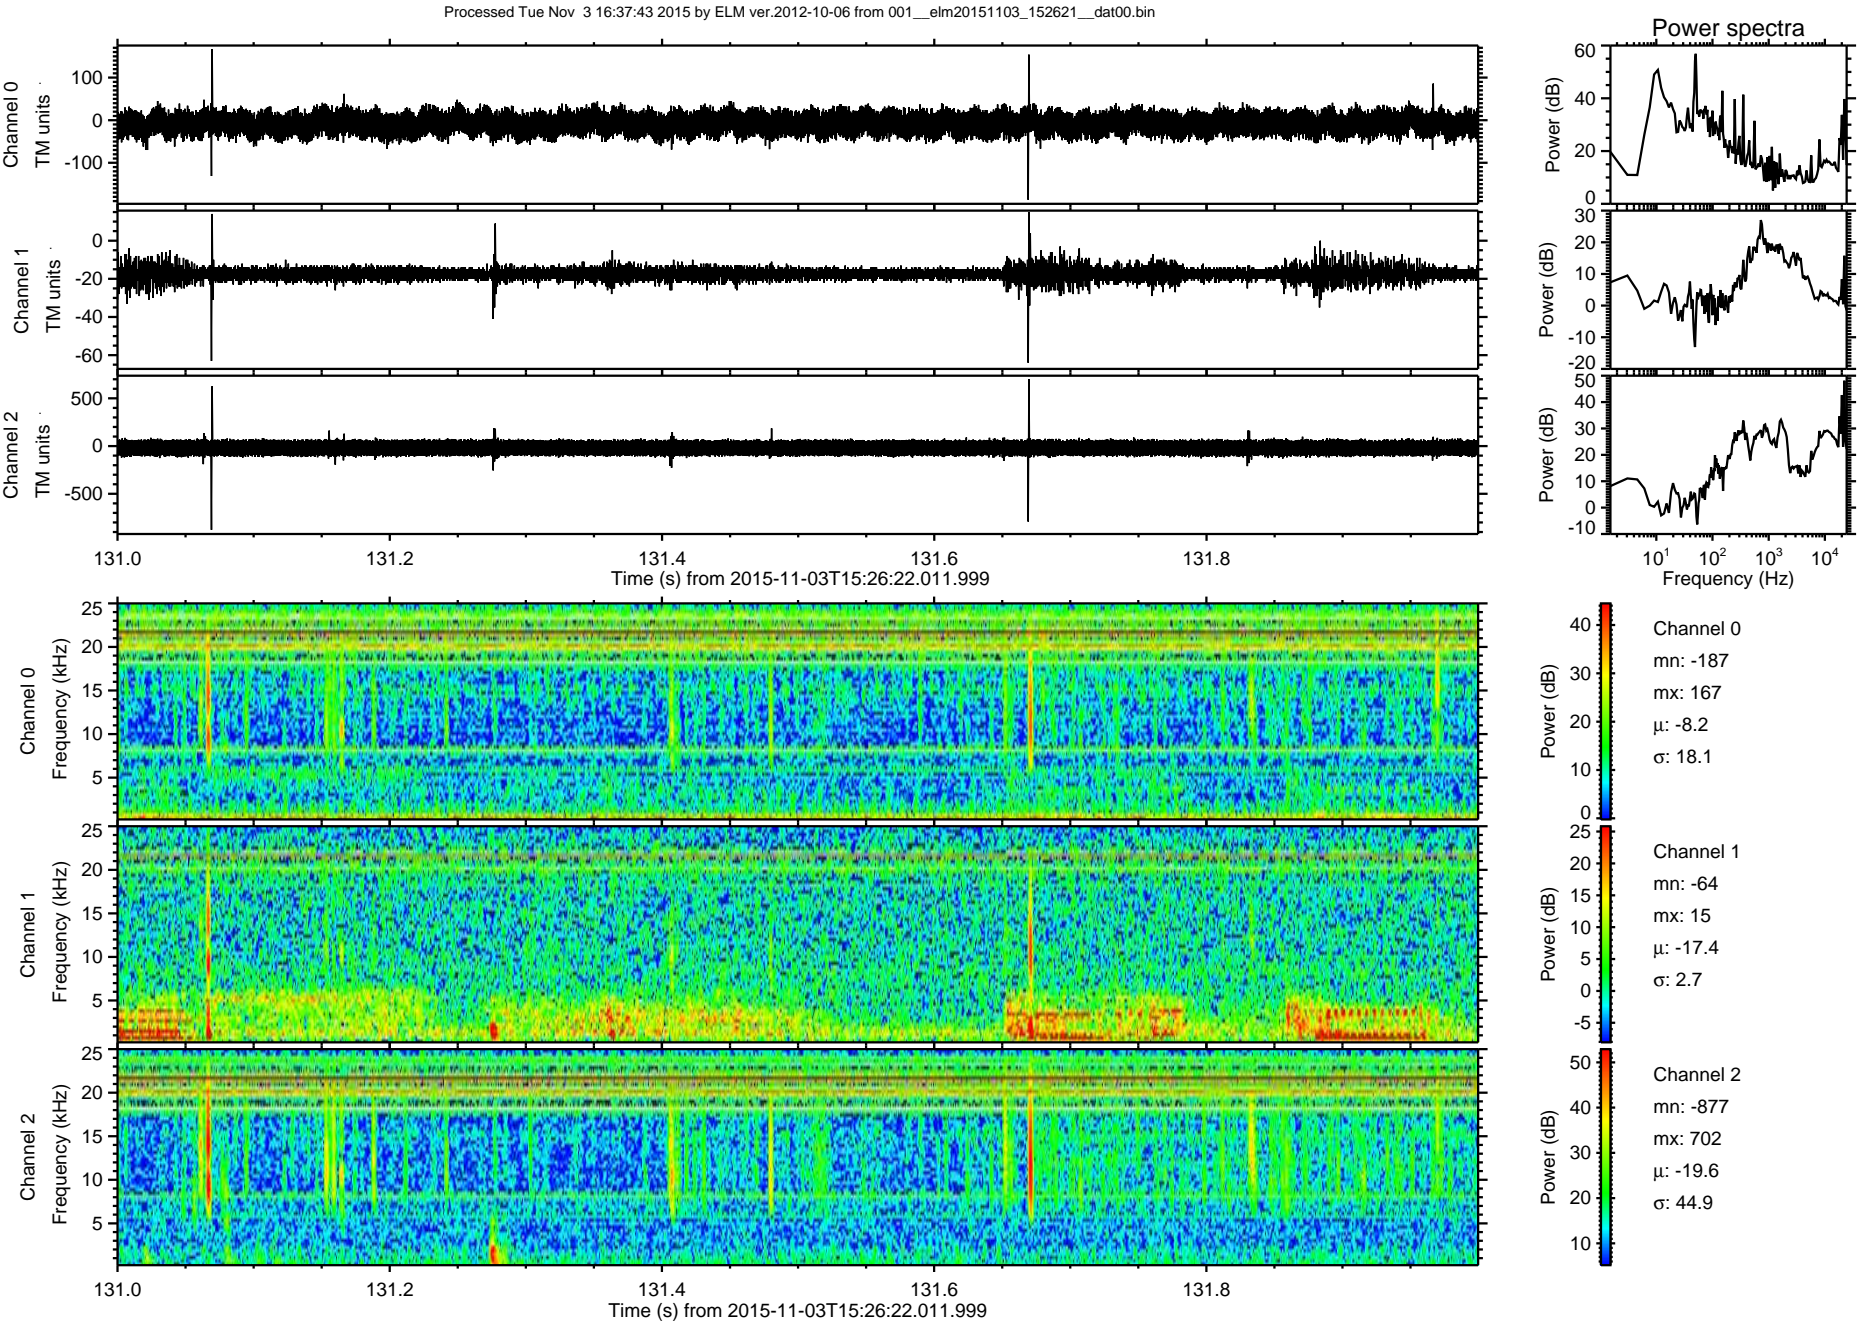 Processed Tue Nov  3 16:37:43 2015 by ELM ver.2012-10-06 from 001__elm20151103_152621__dat00.bin
Power spectra
Channel 0
TM units
100
0
-100
Power (dB)
60
40
20
0
Channel 1
TM units
0
-20
-40
-60
Power (dB)
30
20
10
0
-10
-20
Channel 2
TM units
500
0
-500
Power (dB)
50
40
30
20
10
0
-10
131.0 131.2 131.4 131.6 131.8
Time (s) from 2015-11-03T15:26:22.011.999
10^1 10^2 10^3 10^4
Frequency (Hz)
Channel 0
Frequency (kHz)
25
20
15
10
5
Power (dB)
40
30
20
10
0
Channel 0
mn: -187
mx: 167
μ: -8.2
σ: 18.1
Channel 1
Frequency (kHz)
25
20
15
10
5
Power (dB)
25
20
15
10
5
0
-5
Channel 1
mn: -64
mx: 15
μ: -17.4
σ: 2.7
Channel 2
Frequency (kHz)
25
20
15
10
5
Power (dB)
50
40
30
20
10
Channel 2
mn: -877
mx: 702
μ: -19.6
σ: 44.9
131.0 131.2 131.4 131.6 131.8
Time (s) from 2015-11-03T15:26:22.011.999